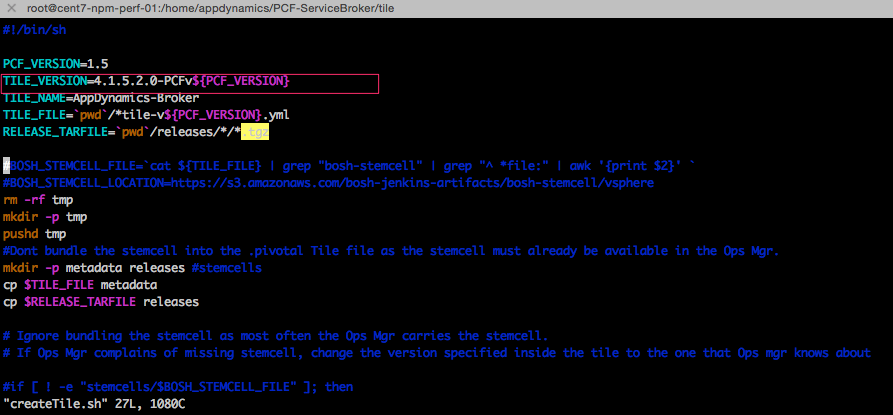 root@cent7-npm-perf-01:/home/appdynamics/PCF-ServiceBroker/tile
#!/bin/sh
PCF_VERSION=1.5
TILE_VERSION=4.1.5.2.0-PCFv${PCF_VERSION}
TILE_NAME=AppDynamics-Broker
TILE_FILE=`pwd`/*tile-v${PCF_VERSION}.yml
RELEASE_TARFILE=`pwd`/releases/*/*.tgz
#BOSH_STEMCELL_FILE=`cat ${TILE_FILE} | grep "bosh-stemcell" | grep "^ *file:" | awk '{print $2}' `
#BOSH_STEMCELL_LOCATION=https://s3.amazonaws.com/bosh-jenkins-artifacts/bosh-stemcell/vsphere
rm -rf tmp
mkdir -p tmp
pushd tmp
#Dont bundle the stemcell into the .pivotal Tile file as the stemcell must already be available in the Ops Mgr.
mkdir -p metadata releases #stemcells
cp $TILE_FILE metadata
cp $RELEASE_TARFILE releases
# Ignore bundling the stemcell as most often the Ops Mgr carries the stemcell.
# If Ops Mgr complains of missing stemcell, change the version specified inside the tile to the one that Ops mgr knows about
#if [ ! -e "stemcells/$BOSH_STEMCELL_FILE" ]; then
"createTile.sh" 27L, 1080C